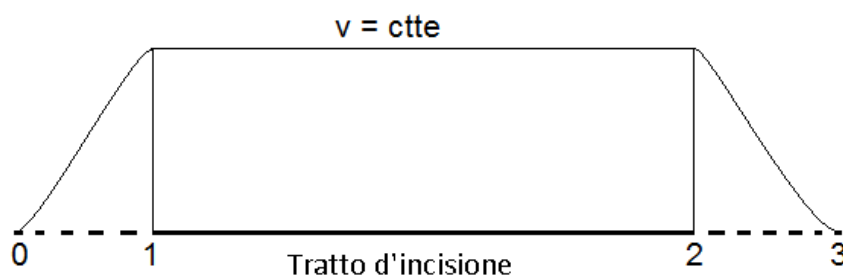 v = ctte
0 1 2 3
Tratto d'incisione